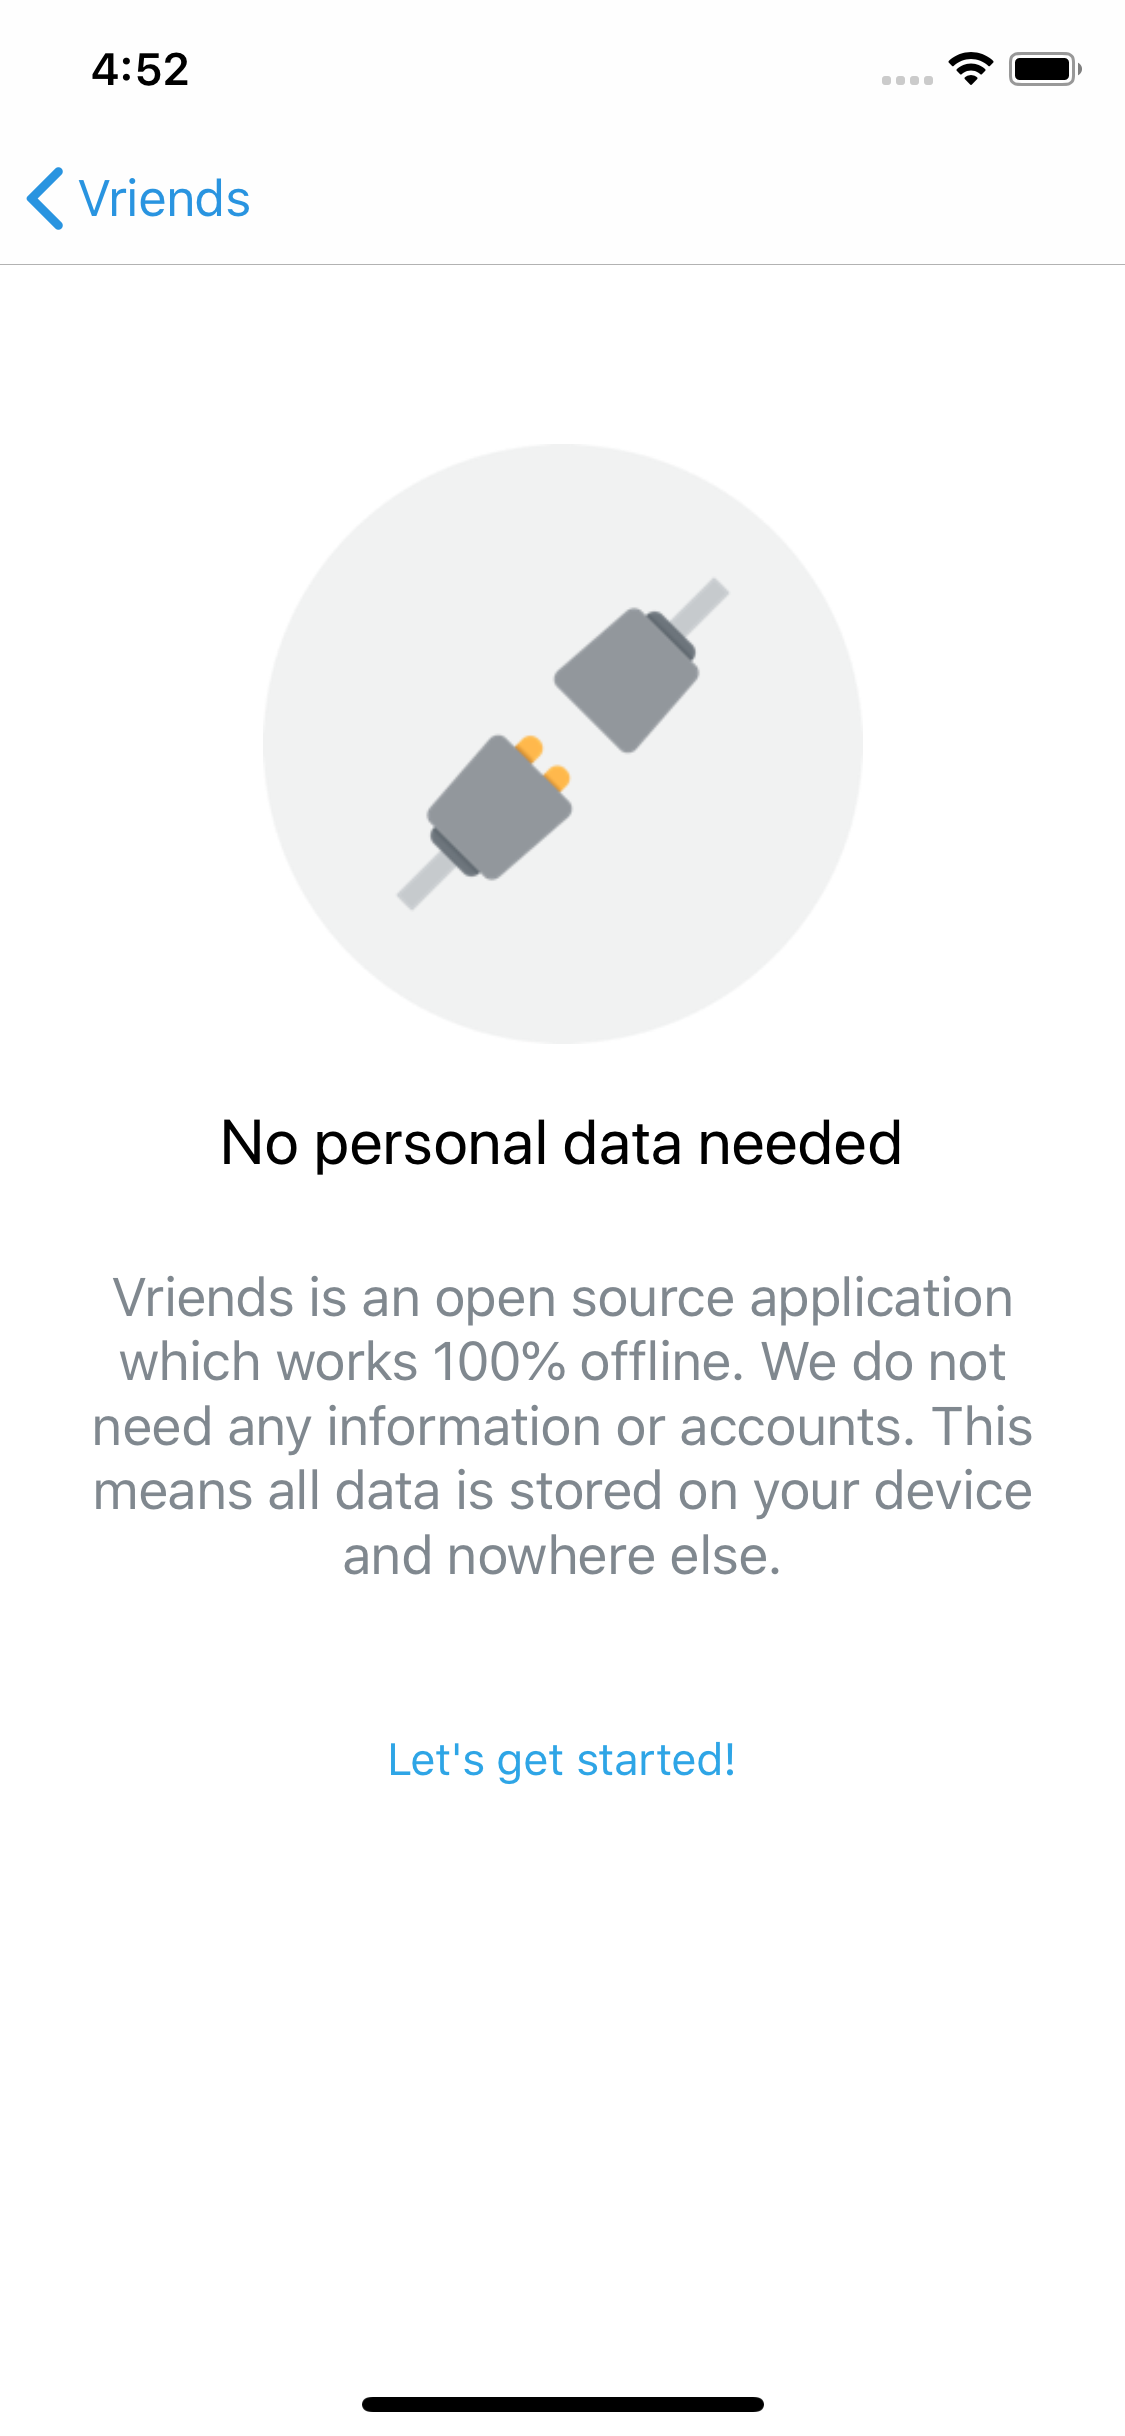 4:52
Vriends
No personal data needed
Vriends is an open source application
which works 100% offline. We do not
need any information or accounts. This
means all data is stored on your device
and nowhere else.
Let's get started!